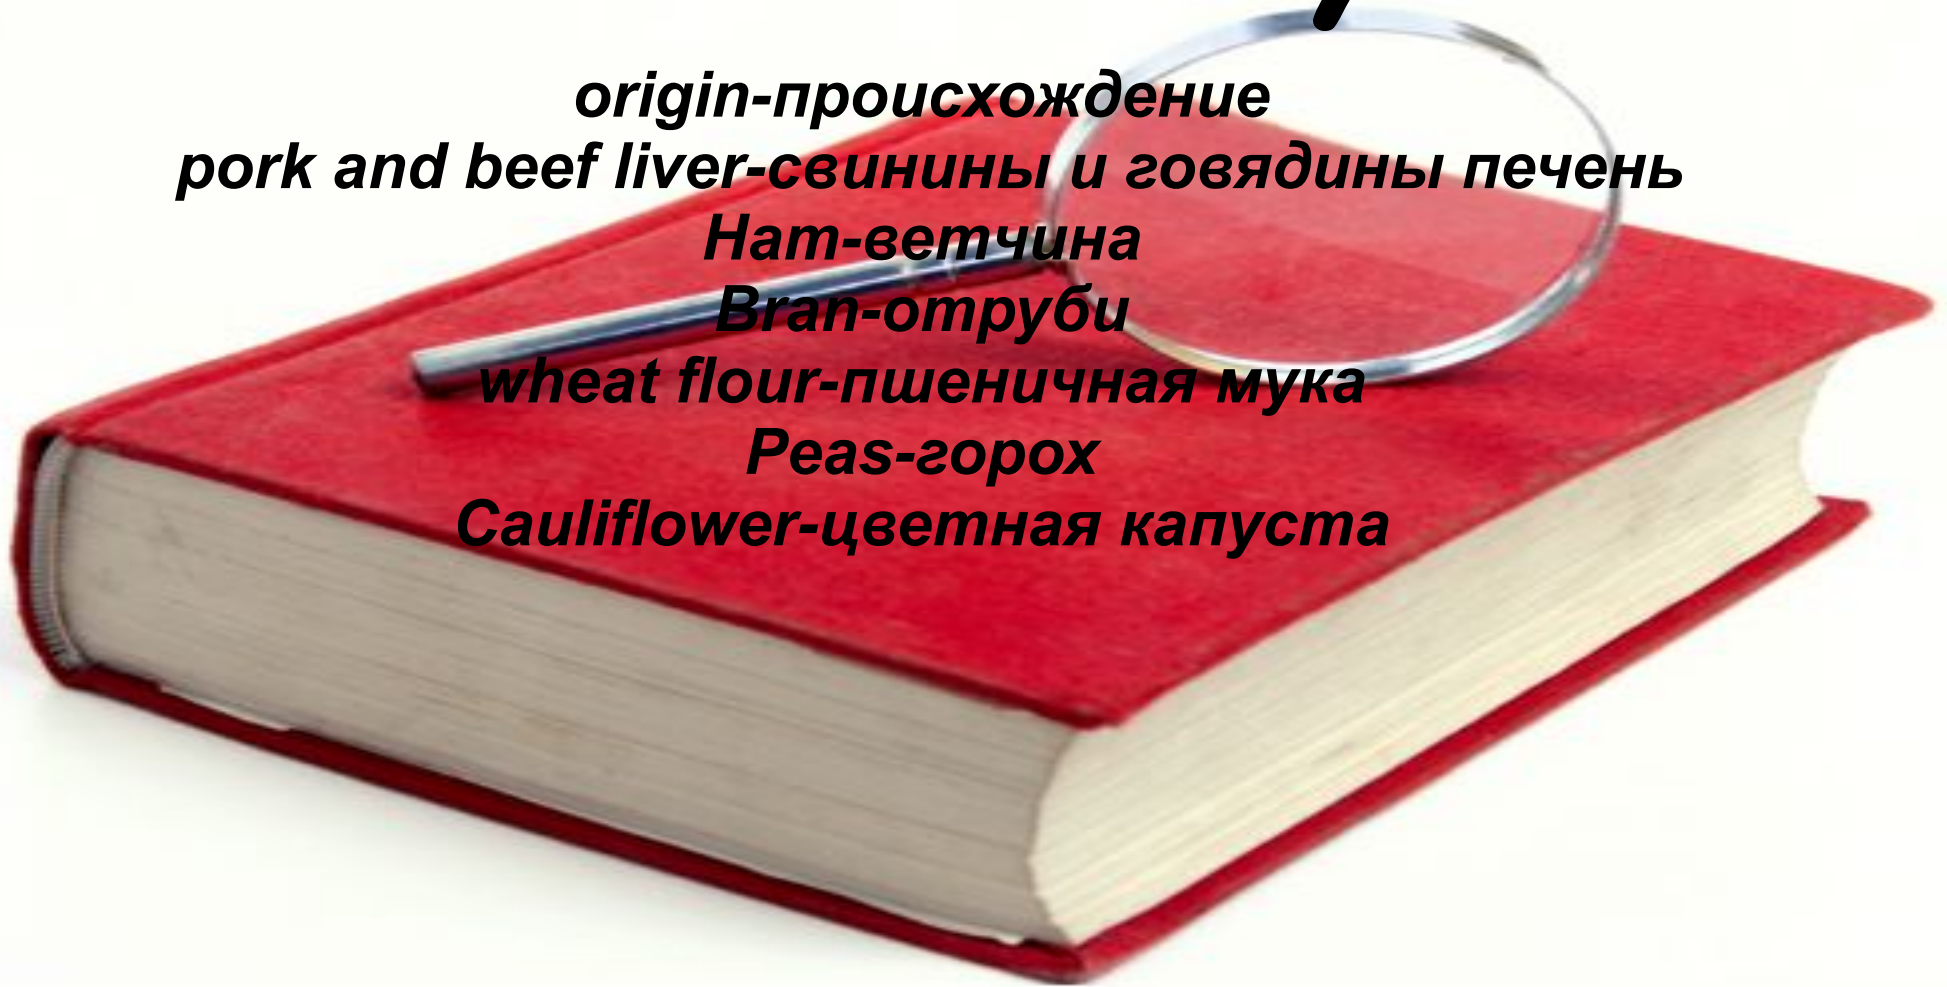 origin-происхождение
pork and beef liver-свинины и говядины печень
Ham-ветчина
Bran-отруби
wheat flour-пшеничная мука
Peas-горох
Cauliflower-цветная капуста